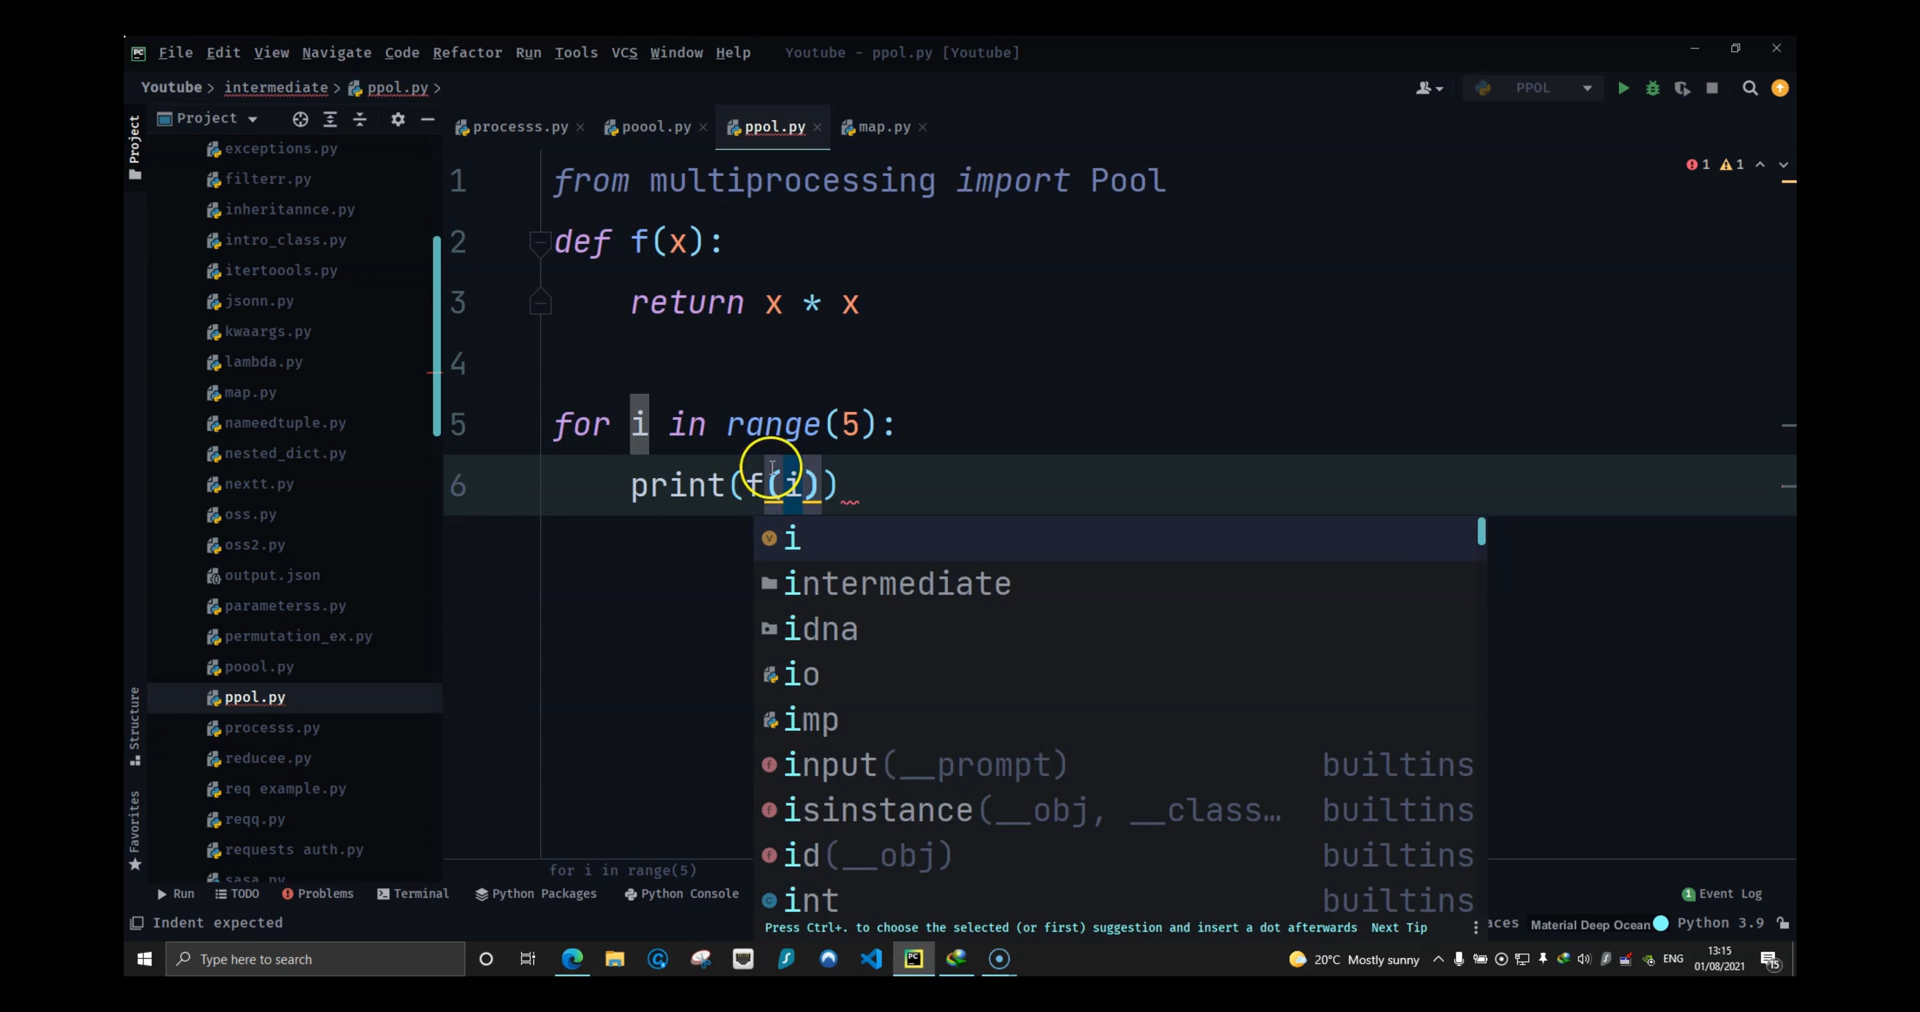 File Edit View Navigate Code Refactor Run Tools VCS Window Help Youtube - ppol.py [Youtube]
Youtube > intermediate > ppol.py >
PPOL
Project
processs.py
poool.py
ppol.py
map.py
Project
exceptions.py
filterr.py
inheritannce.py
intro_class.py
itertoools.py
jsonn.py
kwaargs.py
lambda.py
map.py
nameedtuple.py
nested_dict.py
nextt.py
oss.py
oss2.py
output.json
parameterss.py
permutation_ex.py
poool.py
ppol.py
processs.py
reducee.py
req example.py
reqq.py
requests auth.py
Structure
Favorites
1
1
1 from multiprocessing import Pool
2 def f(x):
3 return x * x
4
5 for i in range(5):
6 print(f(i))
i
intermediate
idna
io
imp
input(__prompt) builtins
isinstance(__obj, __class… builtins
id(__obj) builtins
int builtins
Press Ctrl+. to choose the selected (or first) suggestion and insert a dot afterwards Next Tip
for i in range(5)
Run TODO Problems Terminal Python Packages Python Console 1 Event Log
Indent expected aces Material Deep Ocean Python 3.9
Type here to search
20°C Mostly sunny ENG 13:15
01/08/2021 15